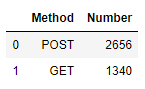 Method Number
0 POST 2656
1 GET 1340